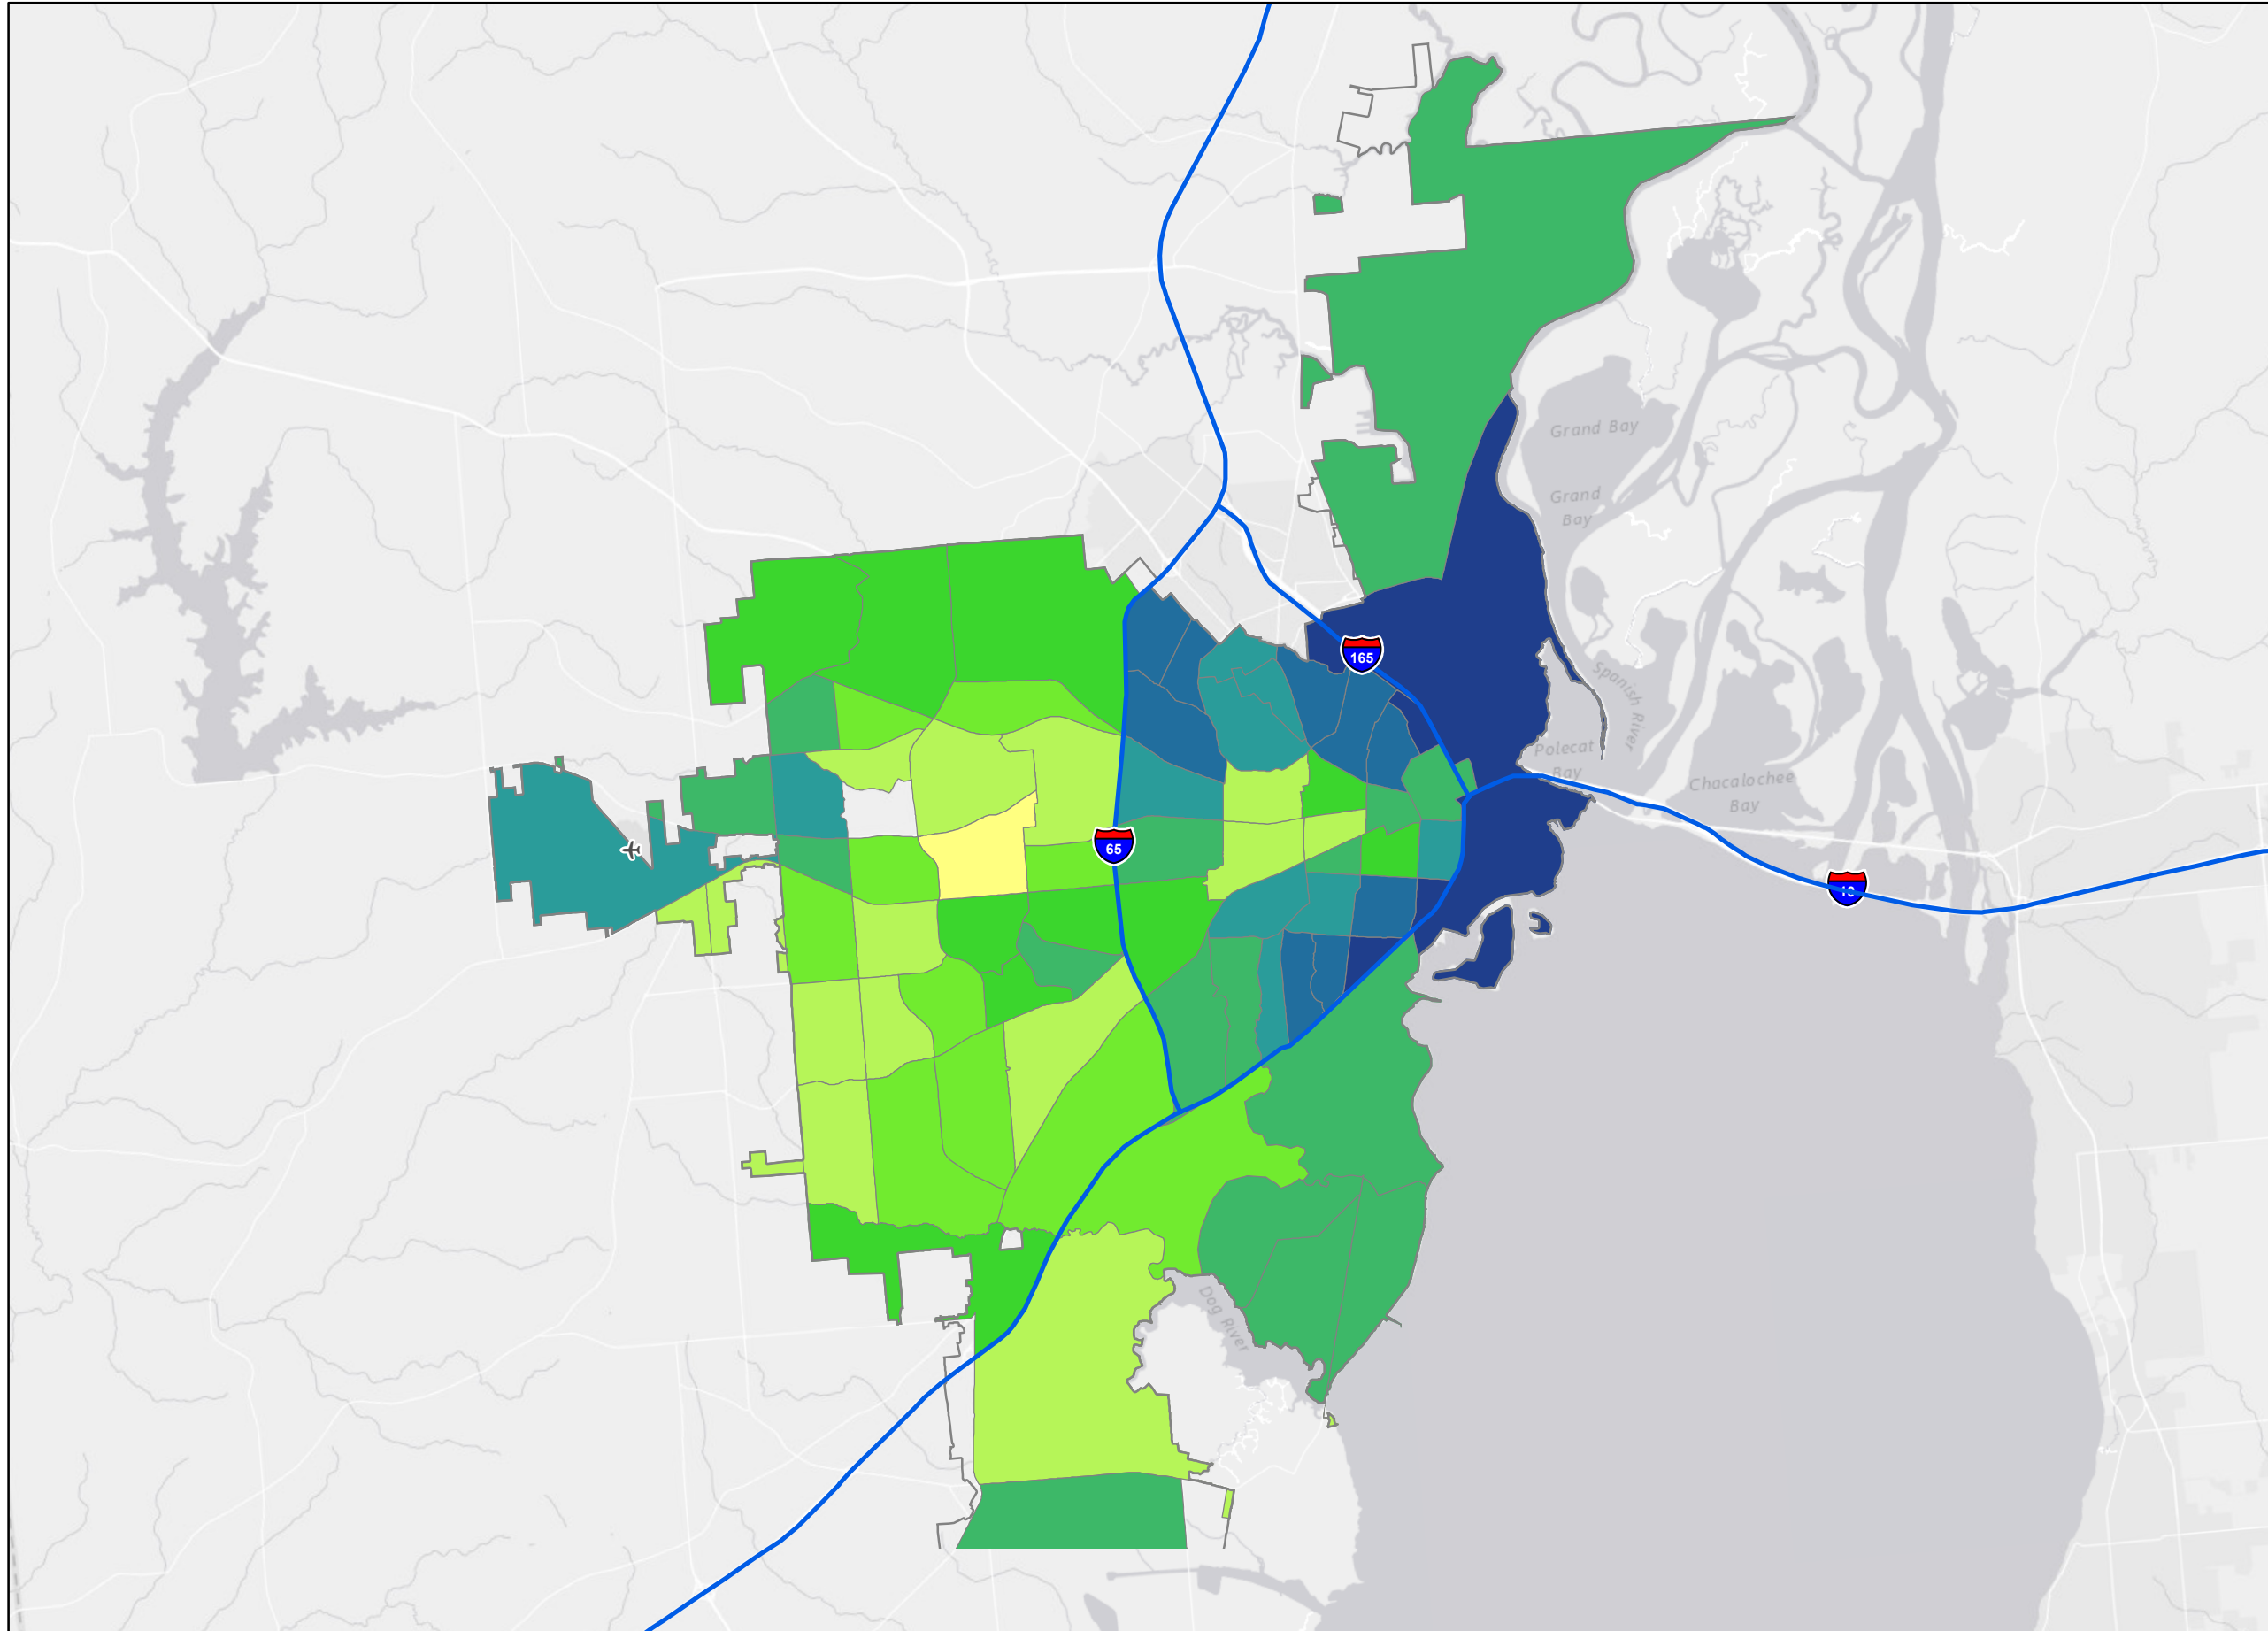 Grand Bay
Grand
Bay
165
Spanish River
Polecat
Bay
Chacalochee
Bay
65
10
Dog River